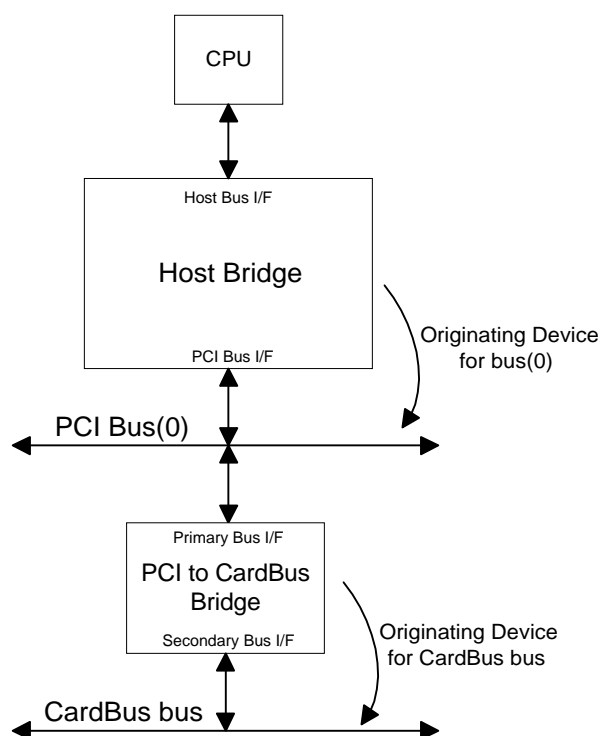 CPU
Host Bus I/F
Host Bridge
PCI Bus I/F
Originating Device
for bus(0)
PCI Bus(0)
Primary Bus I/F
PCI to CardBus
Bridge
Secondary Bus I/F
Originating Device
for CardBus bus
CardBus bus